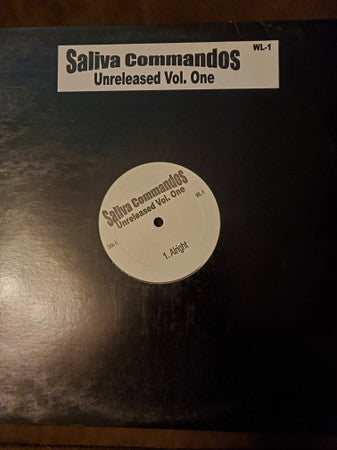 Saliva Commandos
WL-1
Unreleased Vol. One
Saliva Commandos
Unreleased Vol. One
Side A
WL-1
1. Alright